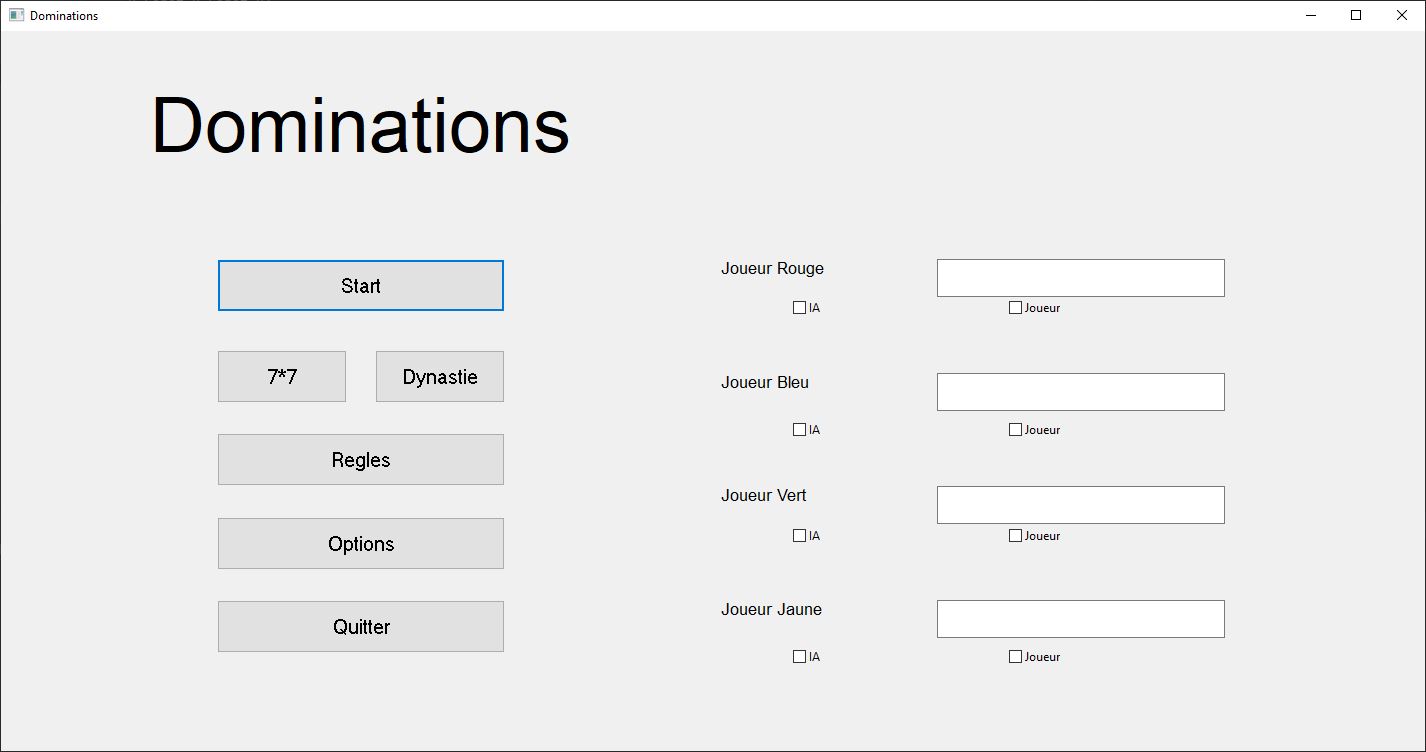 Dominations
Dominations
Start
7*7 Dynastie
Regles
Options
Quitter
Joueur Rouge
IA Joueur
Joueur Bleu
IA Joueur
Joueur Vert
IA Joueur
Joueur Jaune
IA Joueur